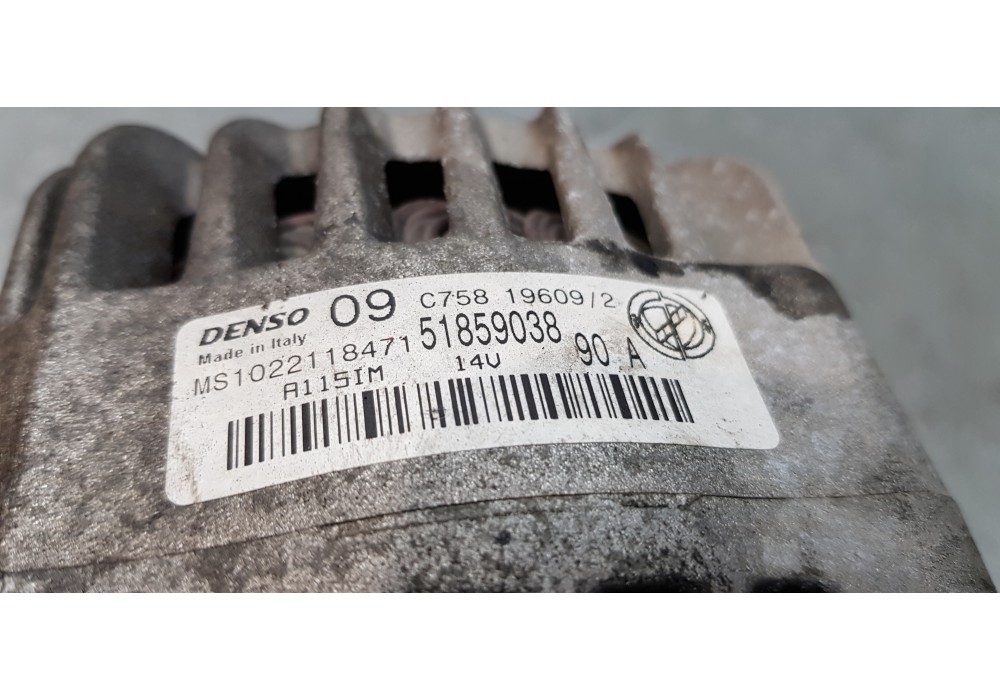 DENSO 09 C758 19609/2
Made in Italy
MS1022118471 51859038 90 A
A115IM 14V